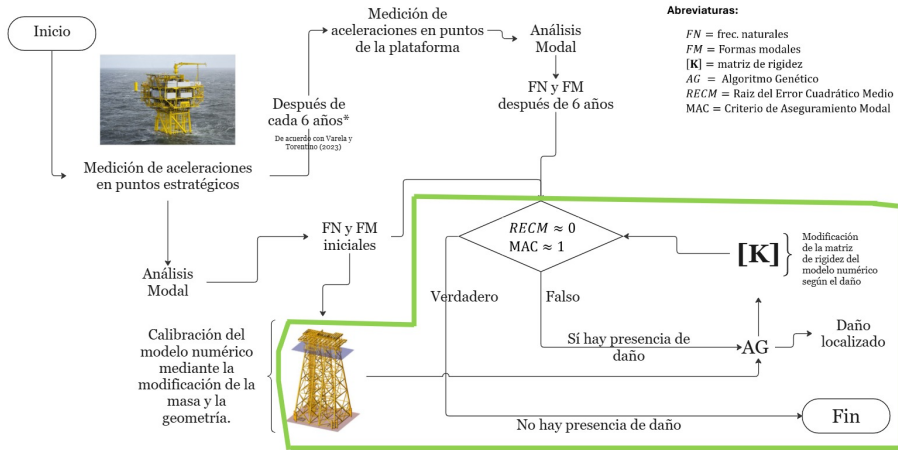 Inicio
Medición de
aceleraciones en puntos
de la plataforma
Análisis
Modal
Abreviaturas:
FN = frec. naturales
FM = Formas modales
[K] = matriz de rigidez
AG = Algoritmo Genético
RECM = Raiz del Error Cuadrático Medio
MAC = Criterio de Aseguramiento Modal
Después de
cada 6 años*
De acuerdo con Varela y
Torentino (2023)
FN y FM
después de 6 años
Medición de aceleraciones
en puntos estratégicos
FN y FM
iniciales
Análisis
Modal
RECM ≈ 0
MAC ≈ 1
[K]
Modificación
de la matriz
de rigidez del
modelo numérico
según el daño
Verdadero
Falso
Calibración del
modelo numérico
mediante la
modificación de la
masa y la
geometría.
Sí hay presencia de
daño
AG
Daño
localizado
No hay presencia de daño
Fin